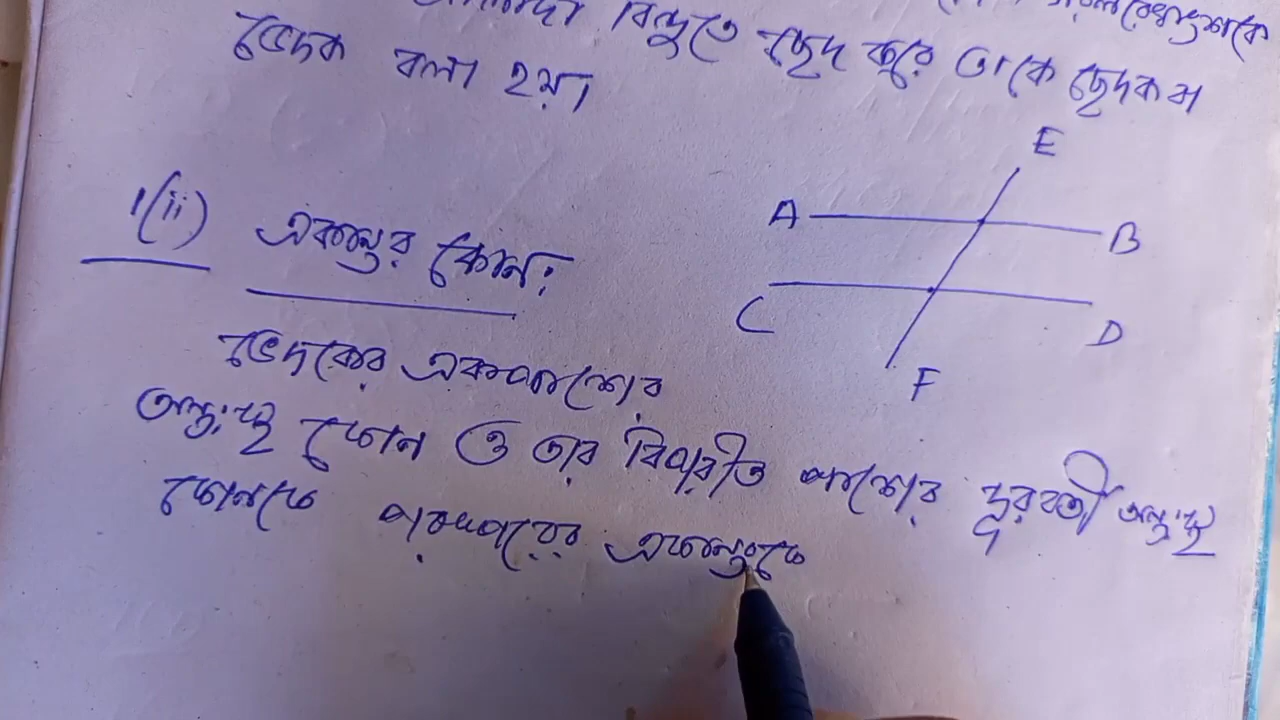 বিন্দুতে ছেদ করে তাকে ছেদক বা
ভেদক বলা হয়।
E
A
B
C
D
F
1(ii) একান্তর কোন:
ভেদকের একপাশের
অন্তঃস্থ কোন ও তার বিপরীত পাশের দূরবর্তী অন্তঃস্থ
কোনকে পরস্পরের একান্তর